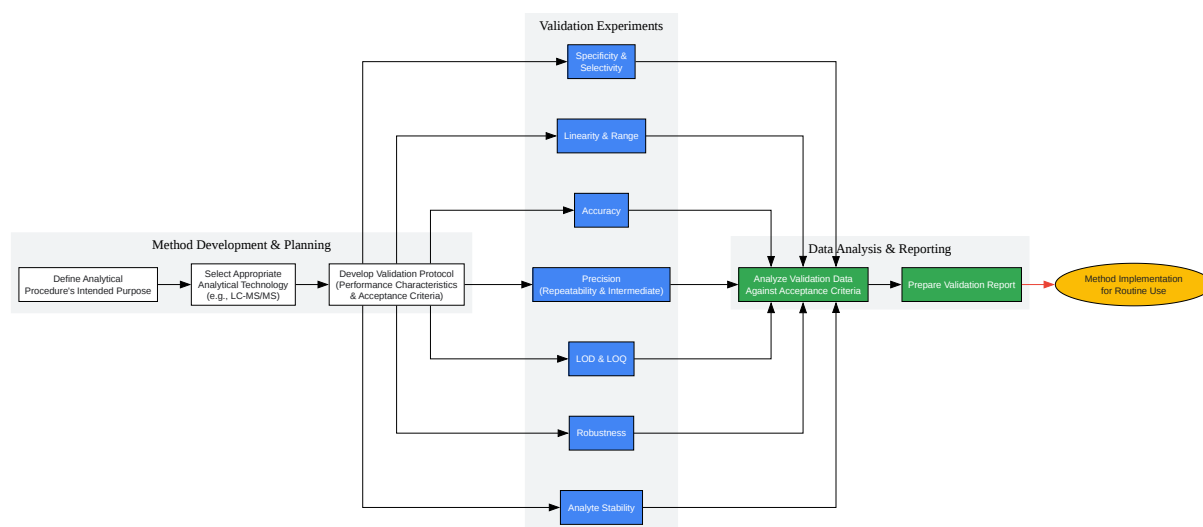 Validation Experiments
Specificity &
Selectivity
Linearity & Range
Accuracy
Method Development & Planning
Data Analysis & Reporting
Define Analytical
Procedure's Intended Purpose
Select Appropriate
Analytical Technology
(e.g., LC-MS/MS)
Develop Validation Protocol
(Performance Characteristics
& Acceptance Criteria)
Precision
(Repeatability & Intermediate)
Analyze Validation Data
Against Acceptance Criteria
Prepare Validation Report
Method Implementation
for Routine Use
LOD & LOQ
Robustness
Analyte Stability